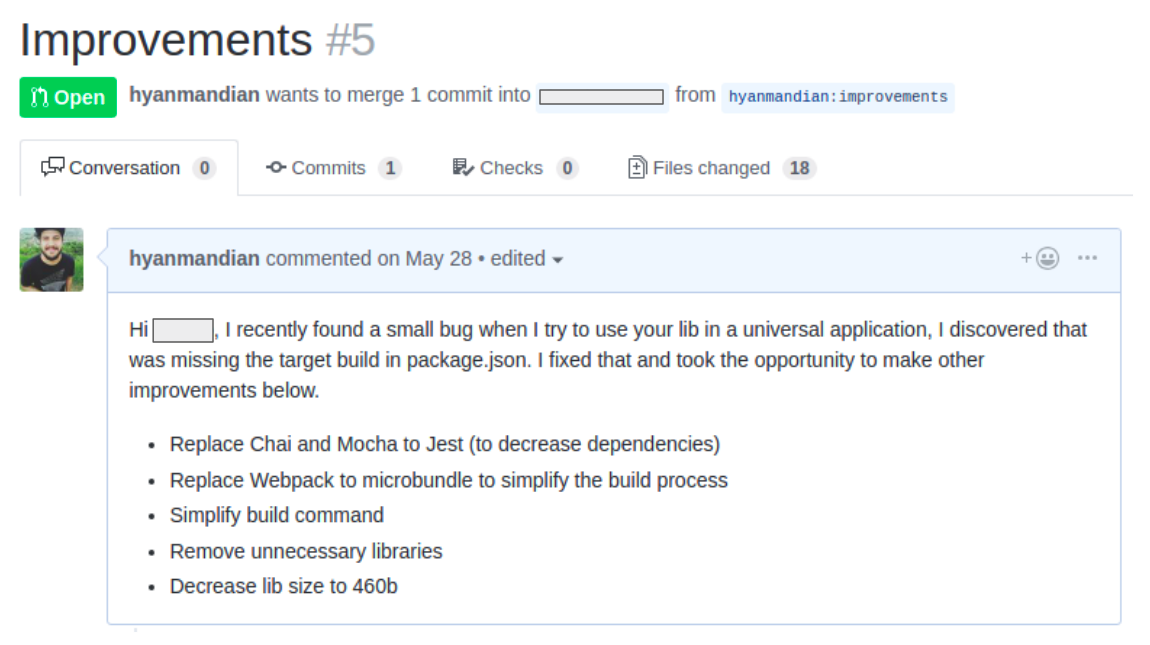 Improvements #5
Open hyanmandian wants to merge 1 commit into from hyanmandian:improvements
Conversation 0 Commits 1 Checks 0 Files changed 18
hyanmandian commented on May 28 • edited
Hi , I recently found a small bug when I try to use your lib in a universal application, I discovered that
was missing the target build in package.json. I fixed that and took the opportunity to make other
improvements below.
• Replace Chai and Mocha to Jest (to decrease dependencies)
• Replace Webpack to microbundle to simplify the build process
• Simplify build command
• Remove unnecessary libraries
• Decrease lib size to 460b